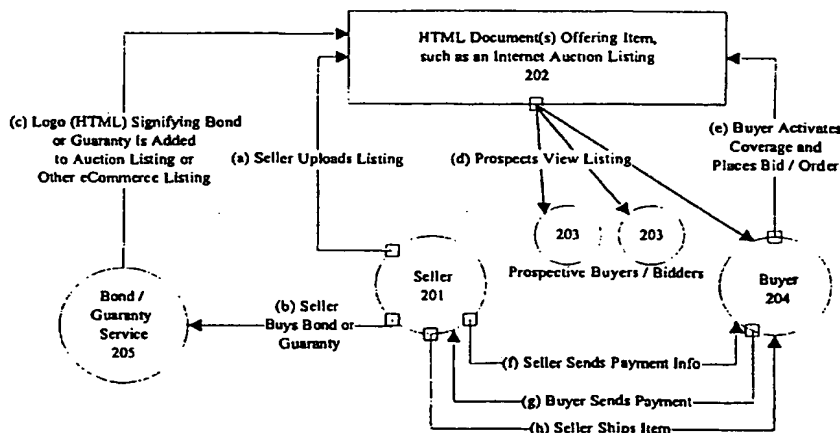 HTML Document(s) Offering Item,
such as an Internet Auction Listing
202
(c) Logo (HTML) Signifying Bond
or Guaranty Is Added
to Auction Listing or
Other eCommerce Listing
(a) Seller Uploads Listing
(d) Prospects View Listing
(e) Buyer Activates
Coverage and
Places Bid / Order
203
203
Prospective Buyers / Bidders
Seller
201
Buyer
204
Bond /
Guaranty
Service
205
(b) Seller
Buys Bond or
Guaranty
(f) Seller Sends Payment Info
(g) Buyer Sends Payment
(h) Seller Ships Item